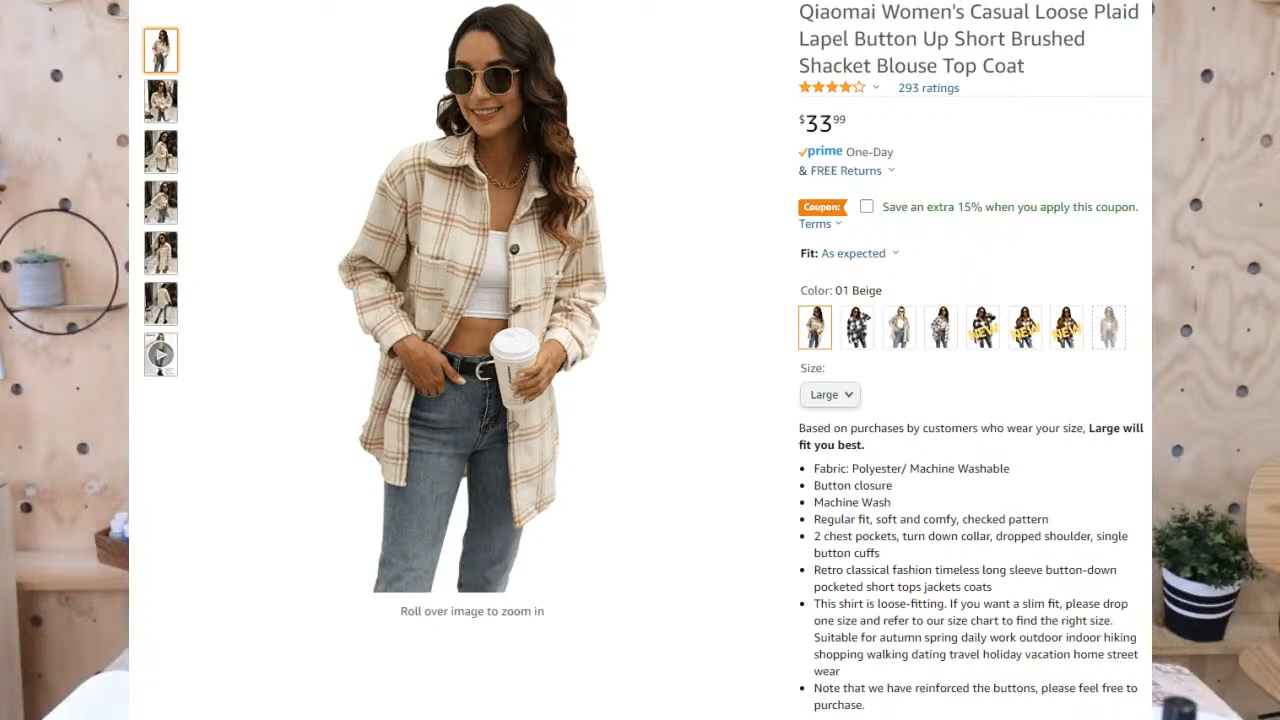 Qiaomai Women's Casual Loose Plaid
Lapel Button Up Short Brushed
Shacket Blouse Top Coat
293 ratings
$33.99
prime One-Day
& FREE Returns
Coupon: Save an extra 15% when you apply this coupon.
Terms
Fit: As expected
Color: 01 Beige
NEW NEW NEW
Size:
Large
Based on purchases by customers who wear your size, Large will
fit you best.
• Fabric: Polyester/ Machine Washable
• Button closure
• Machine Wash
• Regular fit, soft and comfy, checked pattern
• 2 chest pockets, turn down collar, dropped shoulder, single
button cuffs
• Retro classical fashion timeless long sleeve button-down
pocketed short tops jackets coats
• This shirt is loose-fitting. If you want a slim fit, please drop
one size and refer to our size chart to find the right size.
Suitable for autumn spring daily work outdoor indoor hiking
shopping walking dating travel holiday vacation home street
wear
• Note that we have reinforced the buttons, please feel free to
purchase.
Roll over image to zoom in